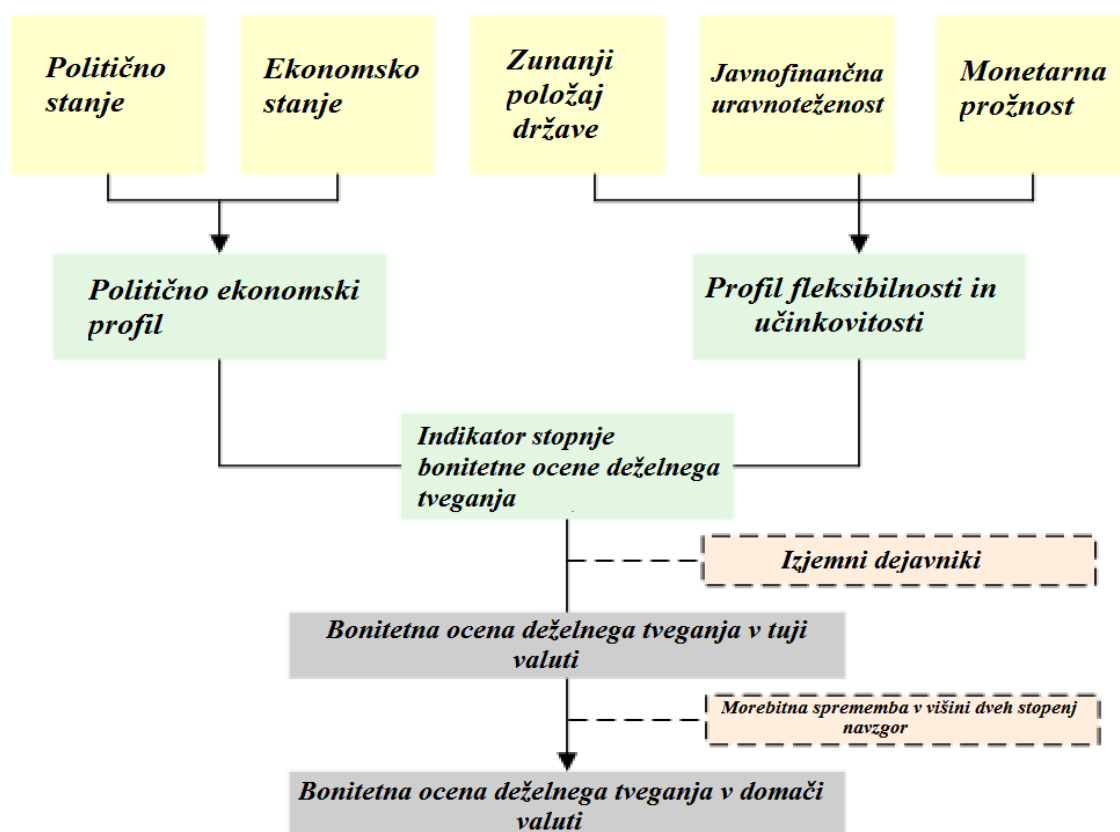 Politično
stanje
Ekonomsko
stanje
Zunanji
položaj
države
Javnofinančna
uravnoteženost
Monetarna
prožnost
Politično ekonomski
profil
Profil fleksibilnosti in
učinkovitosti
Indikator stopnje
bonitetne ocene deželnega
tveganja
Izjemni dejavniki
Bonitetna ocena deželnega tveganja v tuji
valuti
Morebitna sprememba v višini dveh stopenj
navzgor
Bonitetna ocena deželnega tveganja v domači
valuti